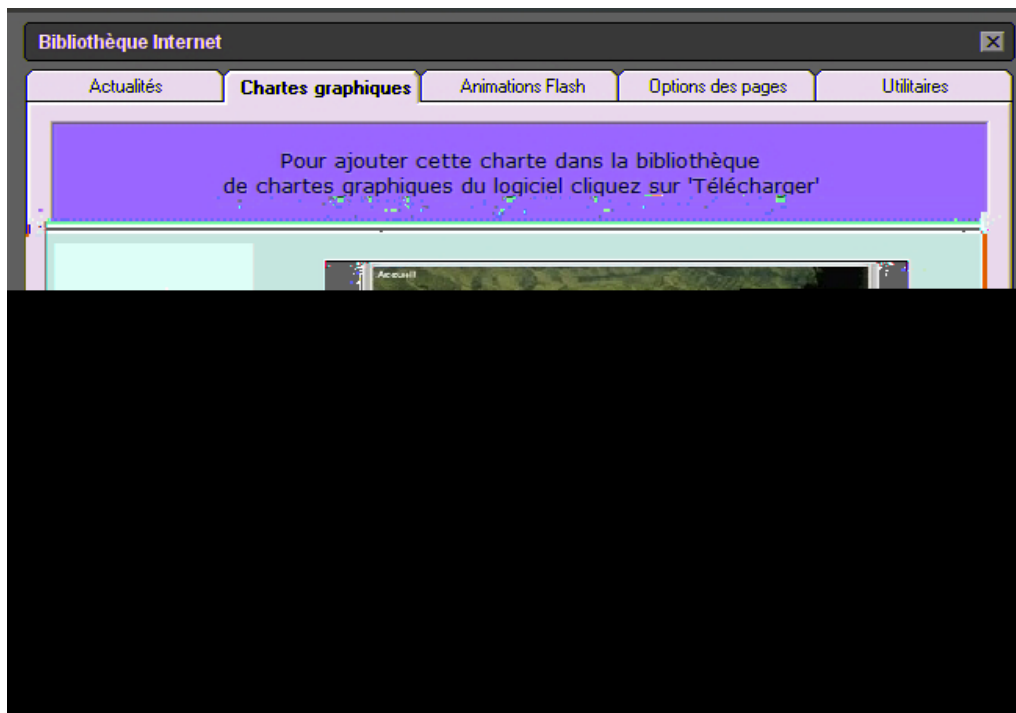 Bibliothèque Internet
Actualités
Chartes graphiques
Animations Flash
Options des pages
Utilitaires
Pour ajouter cette charte dans la bibliothèque
de chartes graphiques du logiciel cliquez sur 'Télécharger'
Accueil